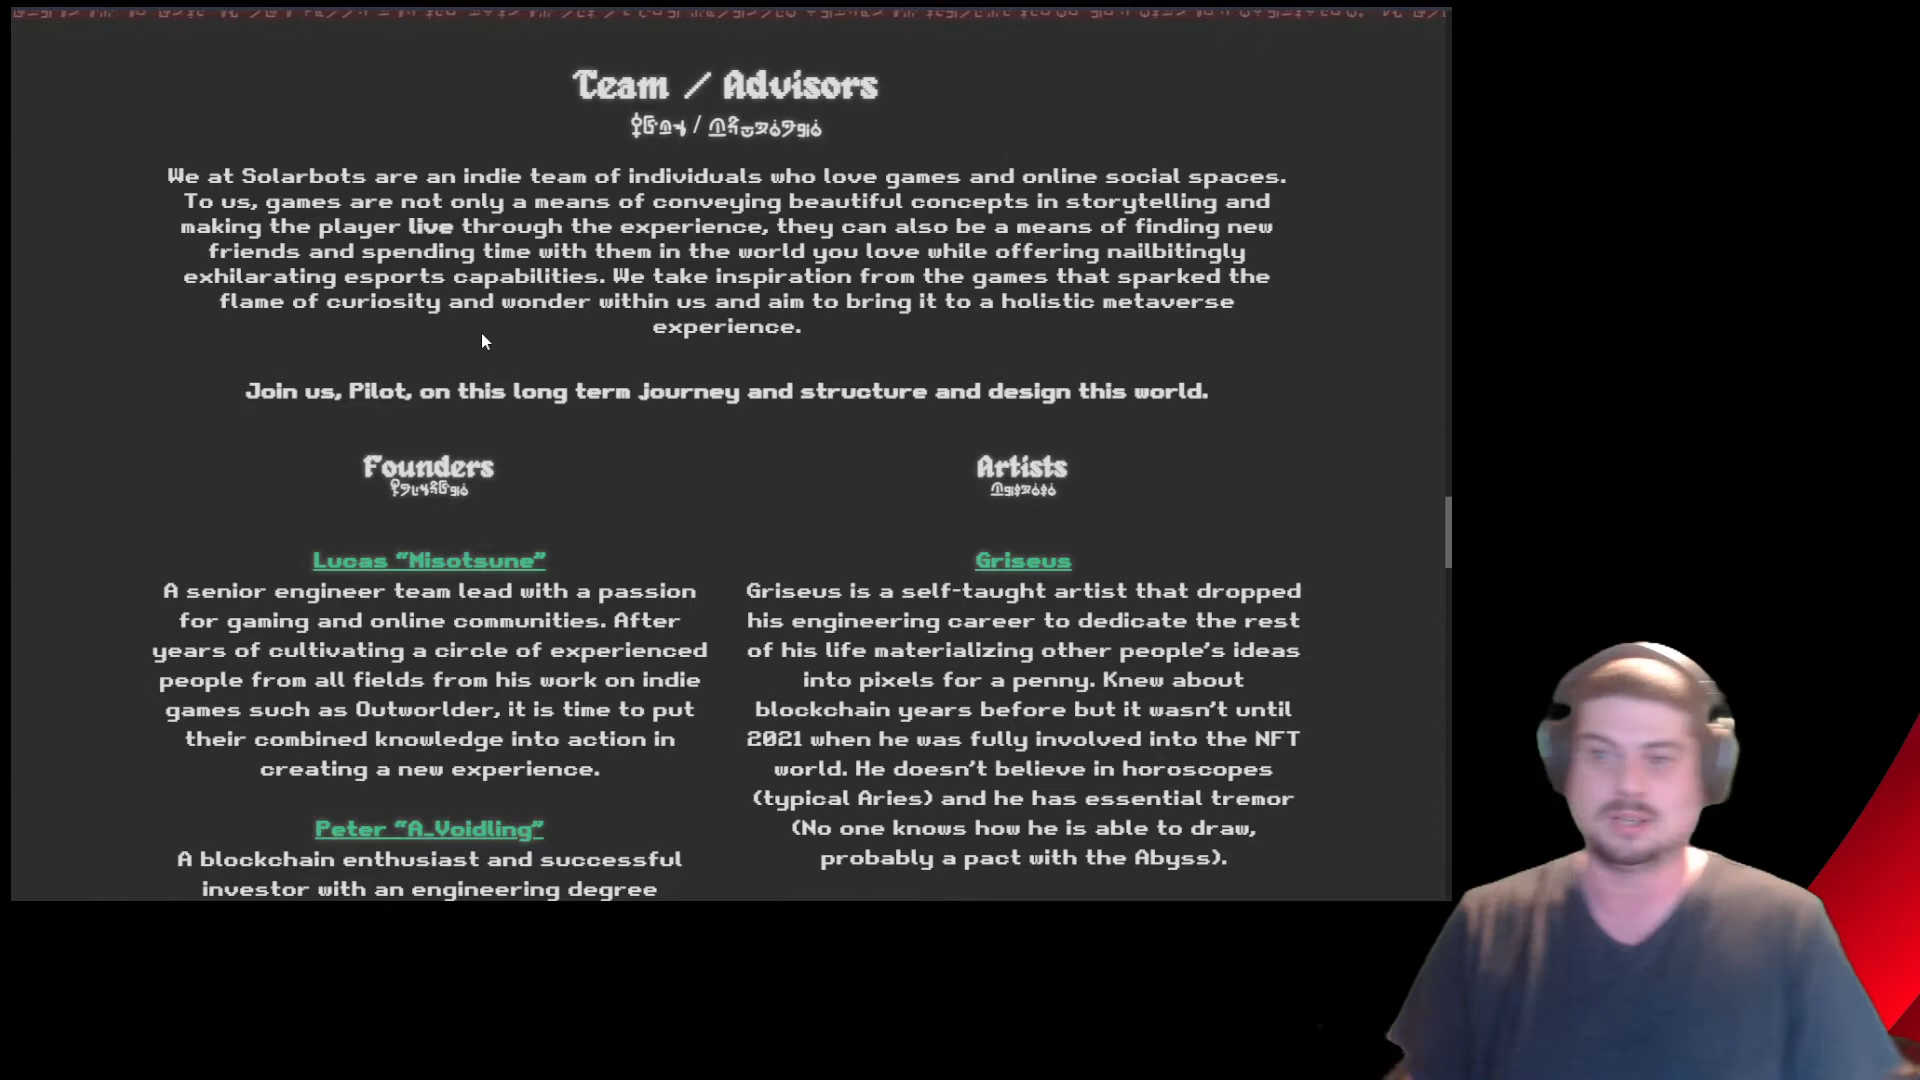 Team / Advisors
We at Solarbots are an indie team of individuals who love games and online social spaces.
To us, games are not only a means of conveying beautiful concepts in storytelling and
making the player live through the experience, they can also be a means of finding new
friends and spending time with them in the world you love while offering nailbitingly
exhilarating esports capabilities. We take inspiration from the games that sparked the
flame of curiosity and wonder within us and aim to bring it to a holistic metaverse
experience.
Join us, Pilot, on this long term journey and structure and design this world.
Founders
Lucas “Misotsune”
A senior engineer team lead with a passion
for gaming and online communities. After
years of cultivating a circle of experienced
people from all fields from his work on indie
games such as Outworlder, it is time to put
their combined knowledge into action in
creating a new experience.
Peter “A_Voidling”
A blockchain enthusiast and successful
investor with an engineering degree
Artists
Griseus
Griseus is a self-taught artist that dropped
his engineering career to dedicate the rest
of his life materializing other people’s ideas
into pixels for a penny. Knew about
blockchain years before but it wasn’t until
2021 when he was fully involved into the NFT
world. He doesn’t believe in horoscopes
(typical Aries) and he has essential tremor
(No one knows how he is able to draw,
probably a pact with the Abyss).